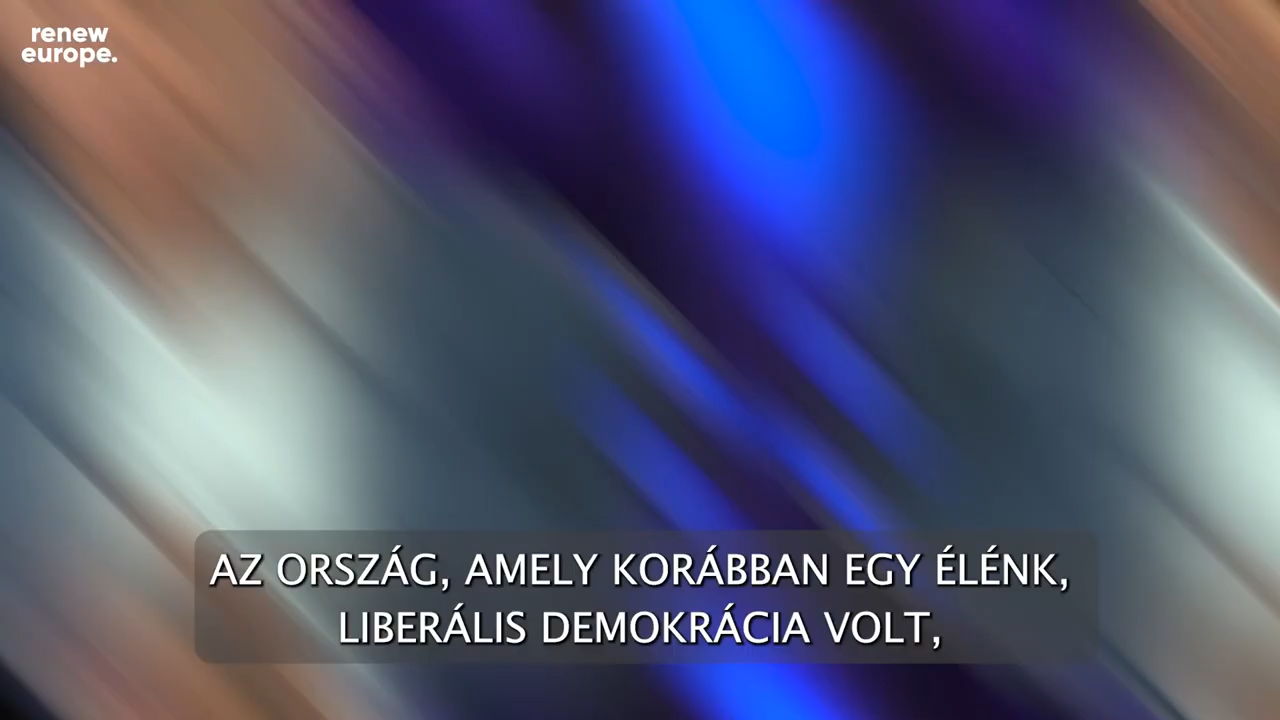 renew
europe.
AZ ORSZÁG, AMELY KORÁBBAN EGY ÉLÉNK,
LIBERÁLIS DEMOKRÁCIA VOLT,